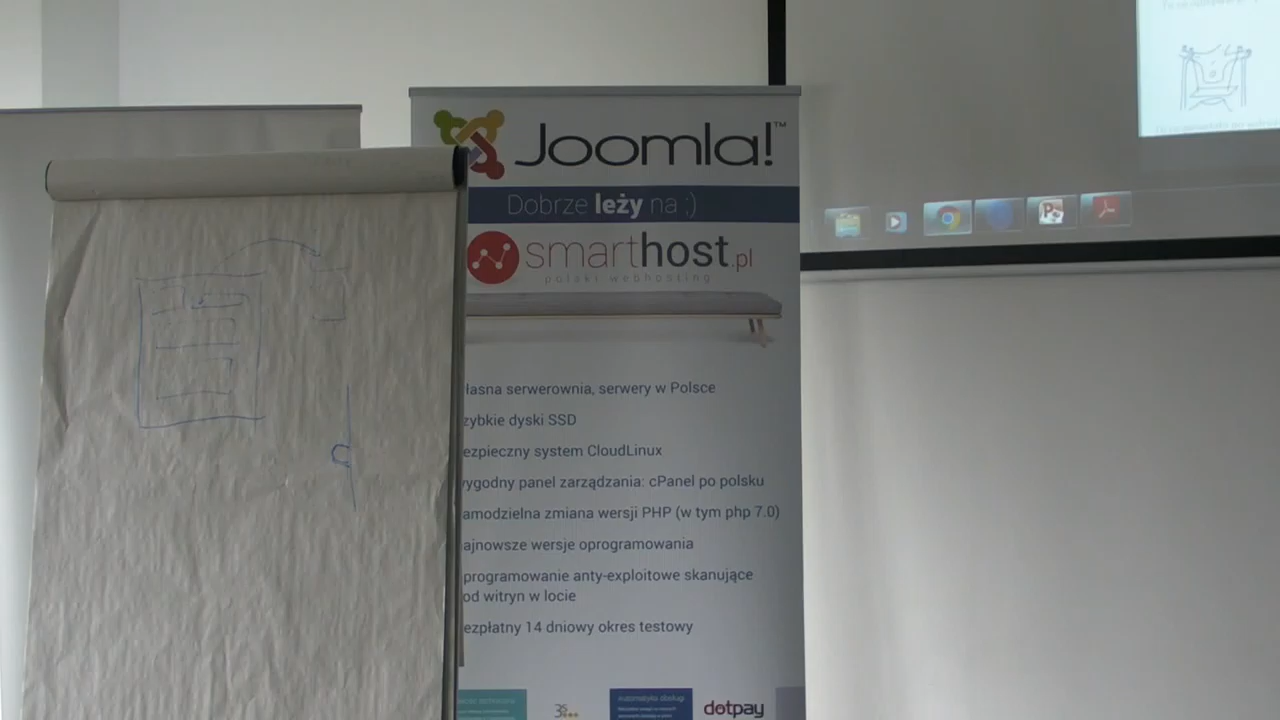 Joomla!™
Dobrze leży na ;)
smarthost.pl
polski webhosting
łasna serwerownia, serwery w Polsce
zybkie dyski SSD
ezpieczny system CloudLinux
ygodny panel zarządzania: cPanel po polsku
amodzielna zmiana wersji PHP (w tym php 7.0)
ajnowsze wersje oprogramowania
programowanie anty-exploitowe skanujące
od witryn w locie
ezpłatny 14 dniowy okres testowy
Automatyka obsługi
dotpay